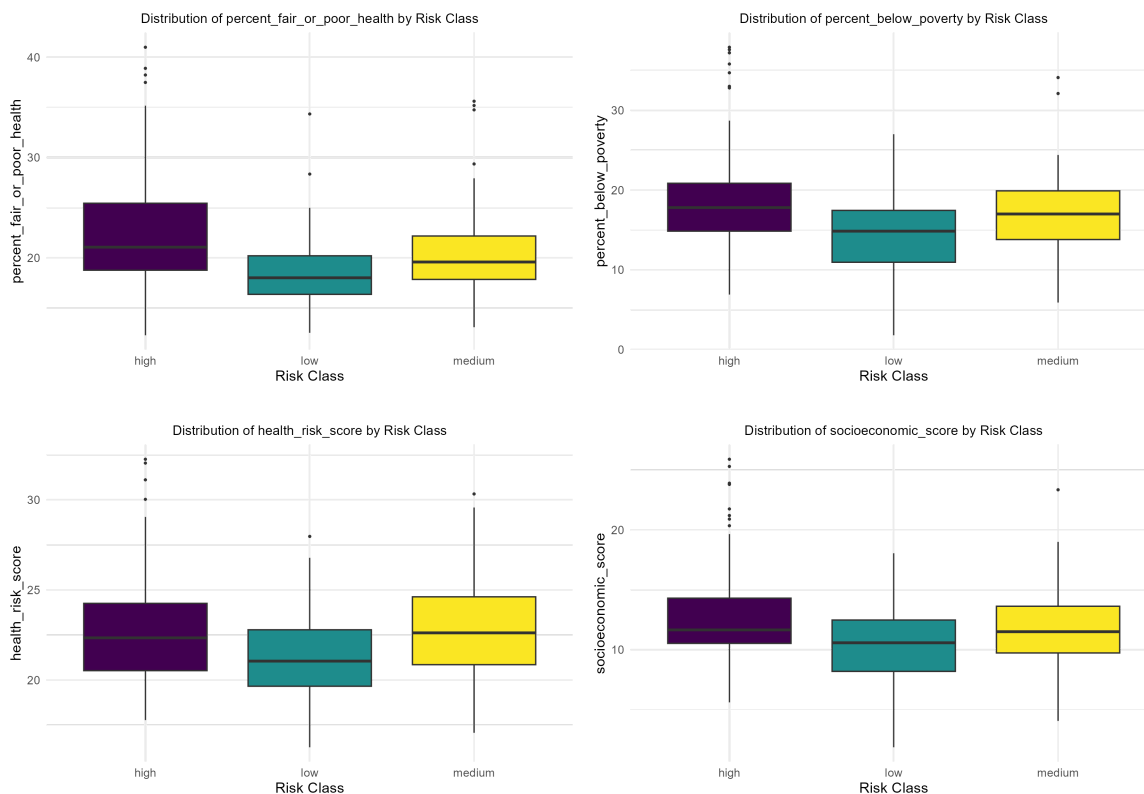 Distribution of percent_fair_or_poor_health by Risk Class
percent_fair_or_poor_health
40
30
20
high
low
medium
Risk Class
Distribution of percent_below_poverty by Risk Class
percent_below_poverty
30
20
10
0
high
low
medium
Risk Class
Distribution of health_risk_score by Risk Class
health_risk_score
30
25
20
high
low
medium
Risk Class
Distribution of socioeconomic_score by Risk Class
socioeconomic_score
20
10
high
low
medium
Risk Class